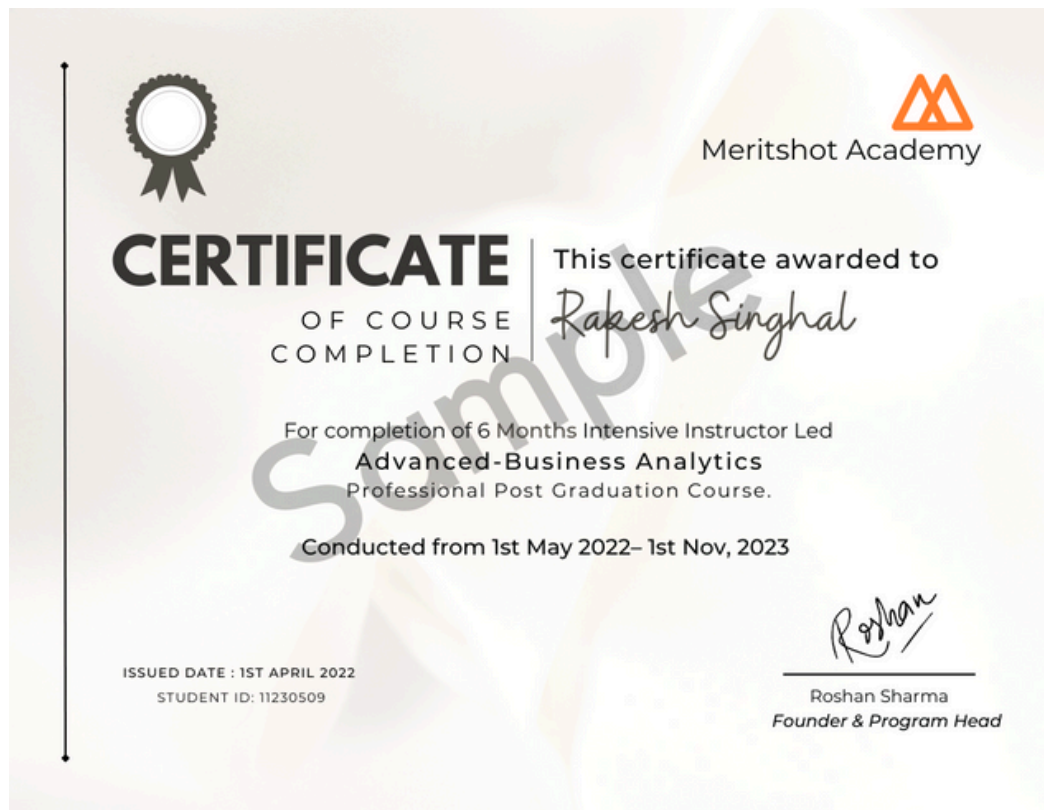 Meritshot Academy
CERTIFICATE
OF COURSE
COMPLETION
This certificate awarded to
Rakesh Singhal
Sample
For completion of 6 Months Intensive Instructor Led
Advanced-Business Analytics
Professional Post Graduation Course.
Conducted from 1st May 2022– 1st Nov, 2023
Roshan
ISSUED DATE : 1ST APRIL 2022
STUDENT ID: 11230509
Roshan Sharma
Founder & Program Head